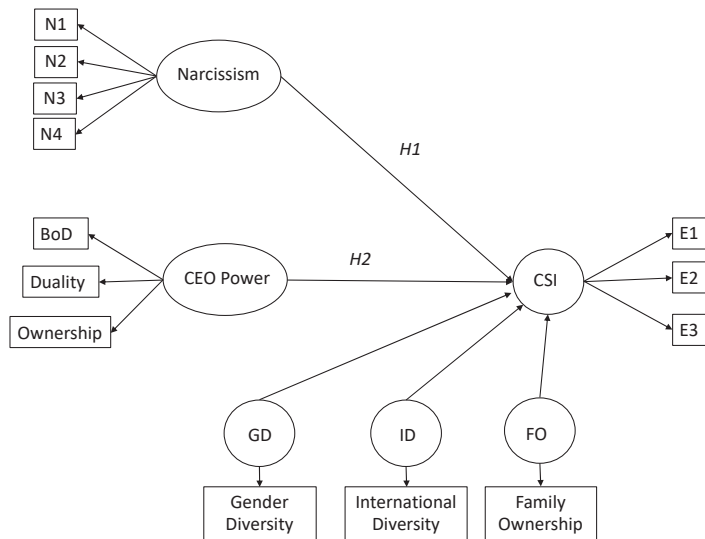 N1
N2
N3
N4
Narcissism
H1
BoD
Duality
Ownership
CEO Power
H2
CSI
E1
E2
E3
GD
ID
FO
Gender
Diversity
International
Diversity
Family
Ownership